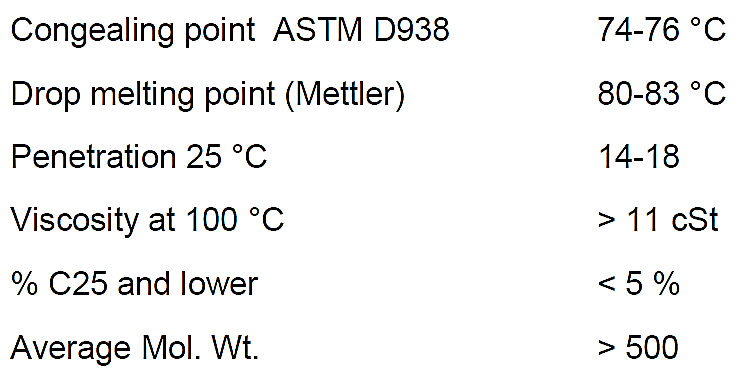 Congealing point ASTM D938 74-76 °C
Drop melting point (Mettler) 80-83 °C
Penetration 25 °C 14-18
Viscosity at 100 °C > 11 cSt
% C25 and lower < 5 %
Average Mol. Wt. > 500